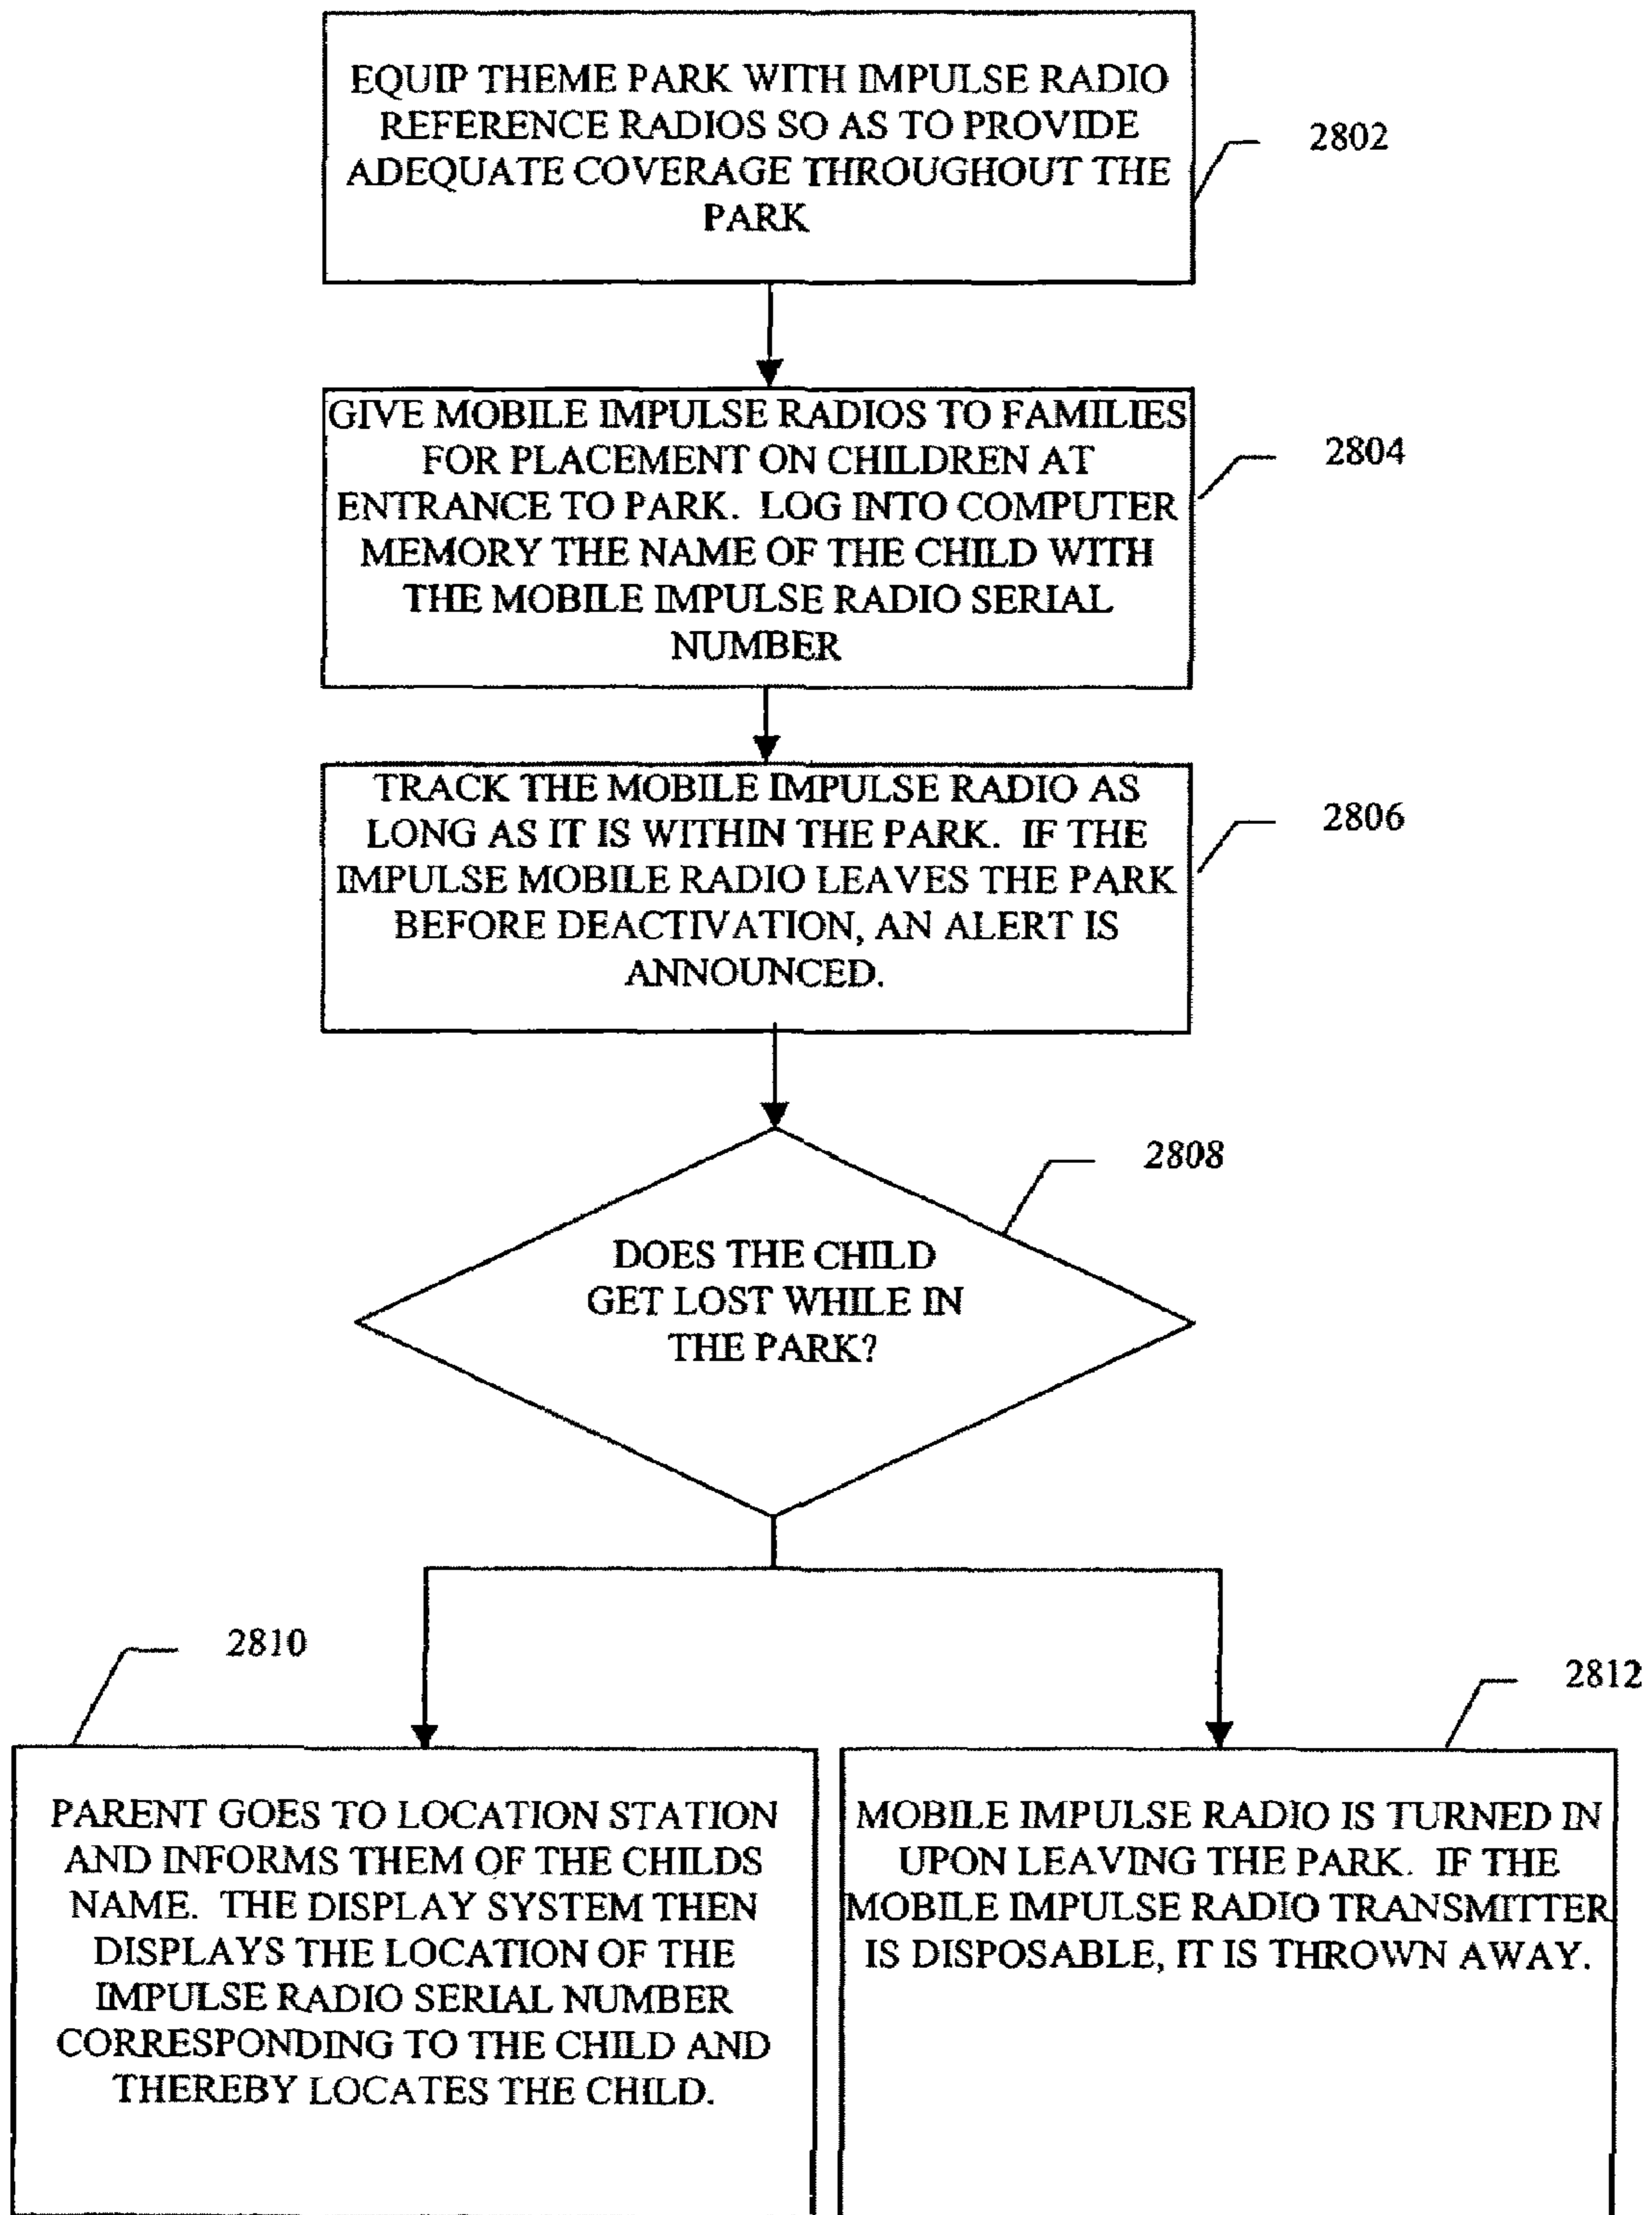 EQUIP THEME PARK WITH IMPULSE RADIO
REFERENCE RADIOS SO AS TO PROVIDE
ADEQUATE COVERAGE THROUGHOUT THE
PARK
2802
GIVE MOBILE IMPULSE RADIOS TO FAMILIES
FOR PLACEMENT ON CHILDREN AT
ENTRANCE TO PARK. LOG INTO COMPUTER
MEMORY THE NAME OF THE CHILD WITH
THE MOBILE IMPULSE RADIO SERIAL
NUMBER
2804
TRACK THE MOBILE IMPULSE RADIO AS
LONG AS IT IS WITHIN THE PARK. IF THE
IMPULSE MOBILE RADIO LEAVES THE PARK
BEFORE DEACTIVATION, AN ALERT IS
ANNOUNCED.
2806
2808
DOES THE CHILD
GET LOST WHILE IN
THE PARK?
2810
PARENT GOES TO LOCATION STATION
AND INFORMS THEM OF THE CHILDS
NAME. THE DISPLAY SYSTEM THEN
DISPLAYS THE LOCATION OF THE
IMPULSE RADIO SERIAL NUMBER
CORRESPONDING TO THE CHILD AND
THEREBY LOCATES THE CHILD.
2812
MOBILE IMPULSE RADIO IS TURNED IN
UPON LEAVING THE PARK. IF THE
MOBILE IMPULSE RADIO TRANSMITTER
IS DISPOSABLE, IT IS THROWN AWAY.